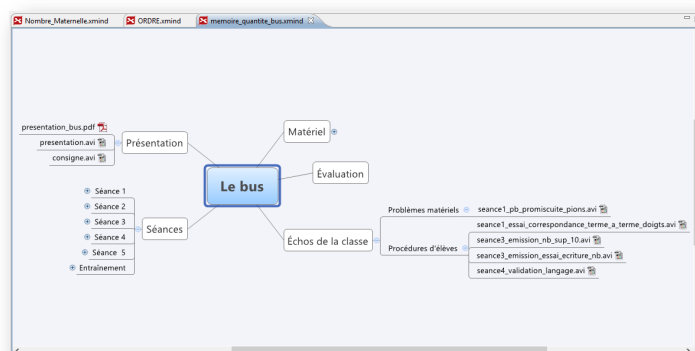 Nombre_Maternelle.xmind
ORDRE.xmind
memoire_quantite_bus.xmind
presentation_bus.pdf
presentation.avi
consigne.avi
Présentation
Séance 1
Séance 2
Séance 3
Séance 4
Séance 5
Entraînement
Séances
Le bus
Matériel
Évaluation
Échos de la classe
Problèmes matériels
seance1_pb_promiscuite_pions.avi
Procédures d'élèves
seance1_essai_correspondance_terme_a_terme_doigts.avi
seance3_emission_nb_sup_10.avi
seance3_emission_essai_ecriture_nb.avi
seance4_validation_langage.avi